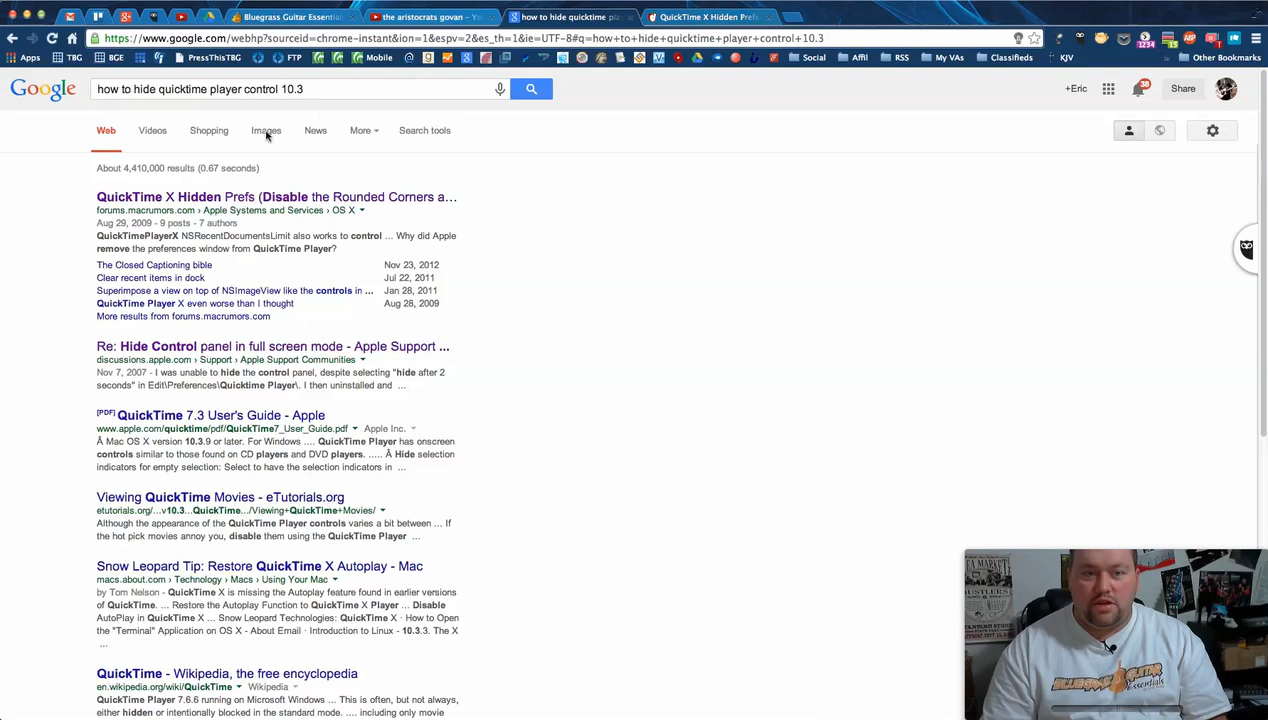 Bluegrass Guitar Essenti
the aristocrats govan - Yo
how to hide quicktime pl
QuickTime X Hidden Prefs
https://www.google.com/webhp?sourceid=chrome-instant&ion=1&espv=2&es_th=1&ie=UTF-8#q=how+to+hide+quicktime+player+control+10.3
Apps TBG BGE PressThisTBG FTP Mobile Social Affil RSS My VAs Classifieds KJV Other Bookmarks
Google how to hide quicktime player control 10.3 +Eric 38 Share
Web Videos Shopping Images News More Search tools
About 4,410,000 results (0.67 seconds)
QuickTime X Hidden Prefs (Disable the Rounded Corners a…
forums.macrumors.com › Apple Systems and Services › OS X
Aug 29, 2009 - 9 posts - 7 authors
QuickTimePlayerX NSRecentDocumentsLimit also works to control ... Why did Apple
remove the preferences window from QuickTime Player?
The Closed Captioning bible Nov 23, 2012
Clear recent items in dock Jul 22, 2011
Superimpose a view on top of NSImageView like the controls in ... Jan 28, 2011
QuickTime Player X even worse than I thought Aug 28, 2009
More results from forums.macrumors.com
Re: Hide Control panel in full screen mode - Apple Support ...
discussions.apple.com › Support › Apple Support Communities
Nov 7, 2007 - I was unable to hide the control panel, despite selecting "hide after 2
seconds" in Edit\Preferences\Quicktime Player\. I then uninstalled and ...
[PDF] QuickTime 7.3 User's Guide - Apple
www.apple.com/quicktime/pdf/QuickTime7_User_Guide.pdf Apple Inc.
Â Mac OS X version 10.3.9 or later. For Windows .... QuickTime Player has onscreen
controls similar to those found on CD players and DVD players. ..... Â Hide selection
indicators for empty selection: Select to have the selection indicators in ...
Viewing QuickTime Movies - eTutorials.org
etutorials.org/...v10.3...QuickTime.../Viewing+QuickTime+Movies/
Although the appearance of the QuickTime Player controls varies a bit between ... If
the hot pick movies annoy you, disable them using the QuickTime Player ...
Snow Leopard Tip: Restore QuickTime X Autoplay - Mac
macs.about.com › Technology › Macs › Using Your Mac
by Tom Nelson - QuickTime X is missing the Autoplay feature found in earlier versions
of QuickTime. ... Restore the Autoplay Function to QuickTime X Player ... Disable
AutoPlay in QuickTime X ... Snow Leopard Technologies: QuickTime X · How to Open
the "Terminal" Application on OS X - About Email · Introduction to Linux - 10.3.3. The X
...
QuickTime - Wikipedia, the free encyclopedia
en.wikipedia.org/wiki/QuickTime Wikipedia
QuickTime Player 7.6.6 running on Microsoft Windows ... This is often, but not always,
either hidden or intentionally blocked in the standard mode. .... including only movie
BLUEGRASS GUITAR
Essentials